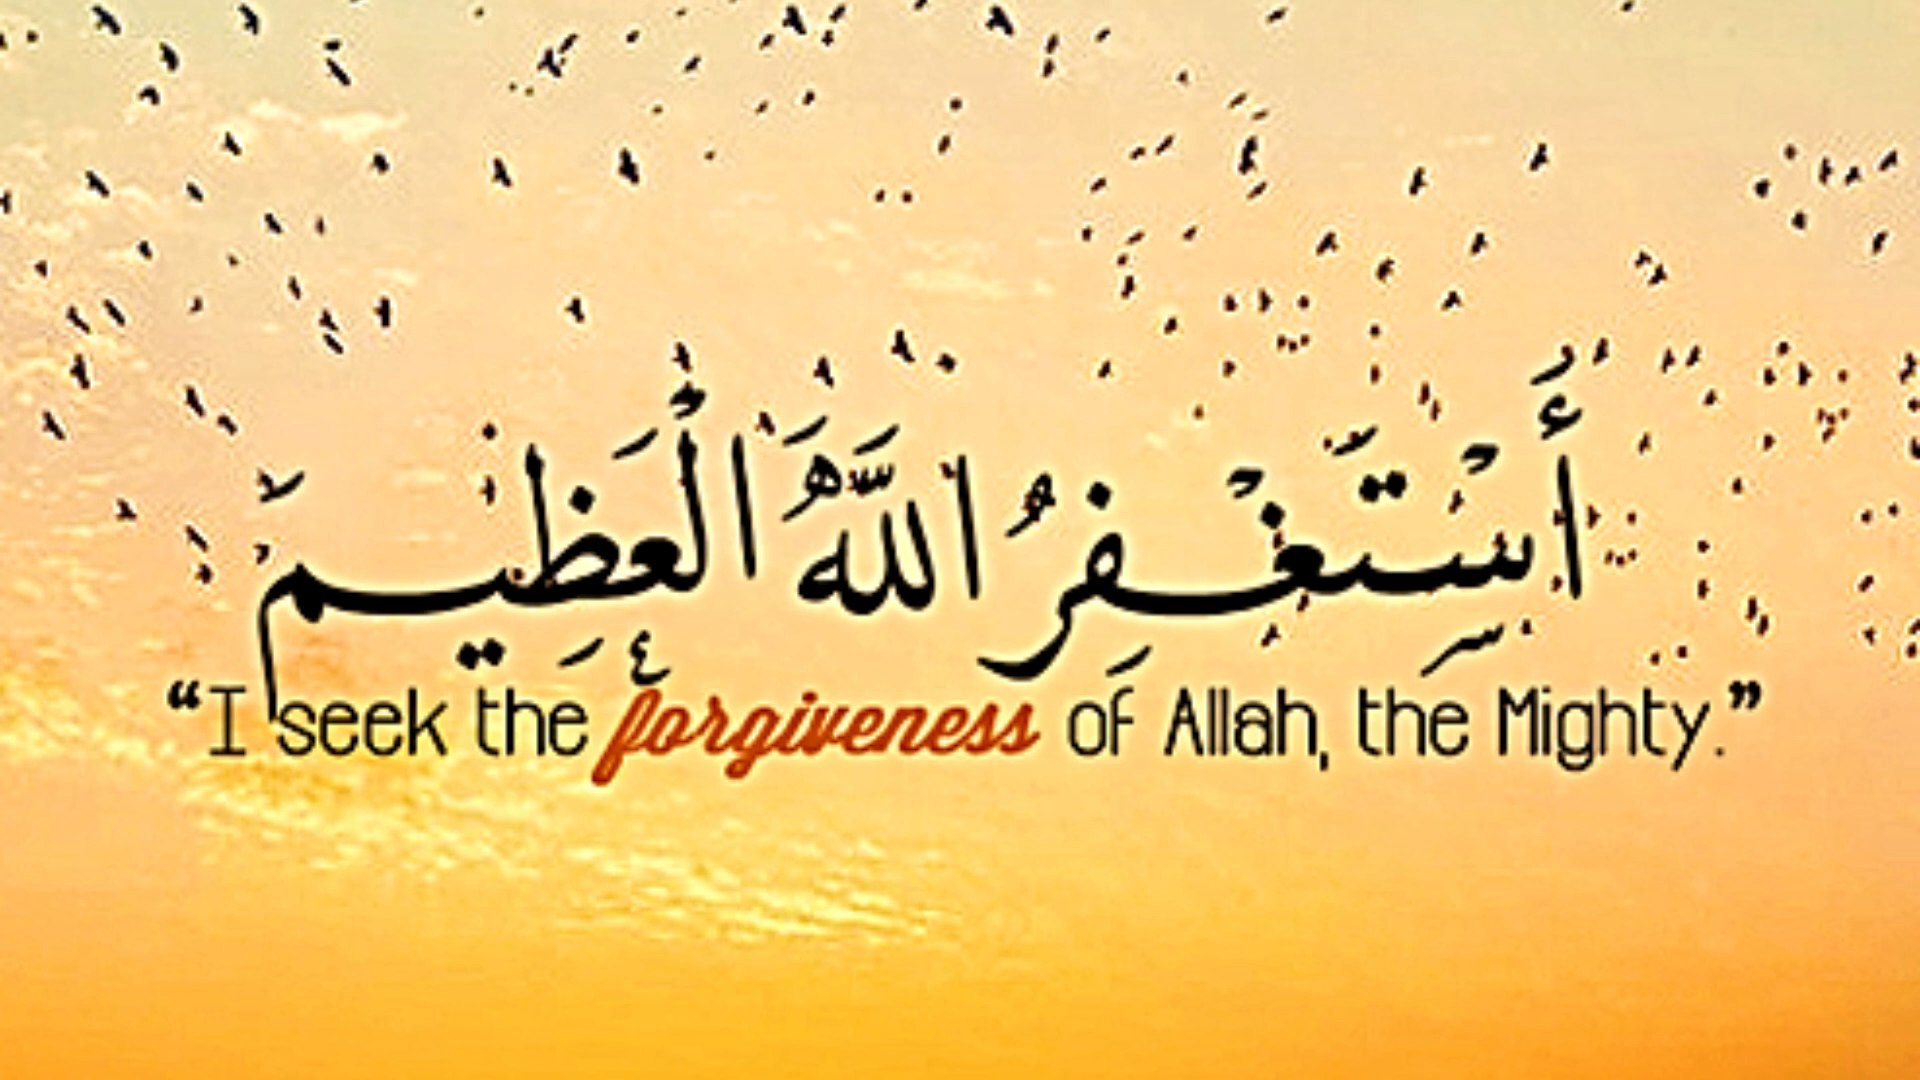 أَسْتَغْفِرُ اللَّهَ الْعَظِيمَ
“I seek the forgiveness of Allah, the Mighty.”